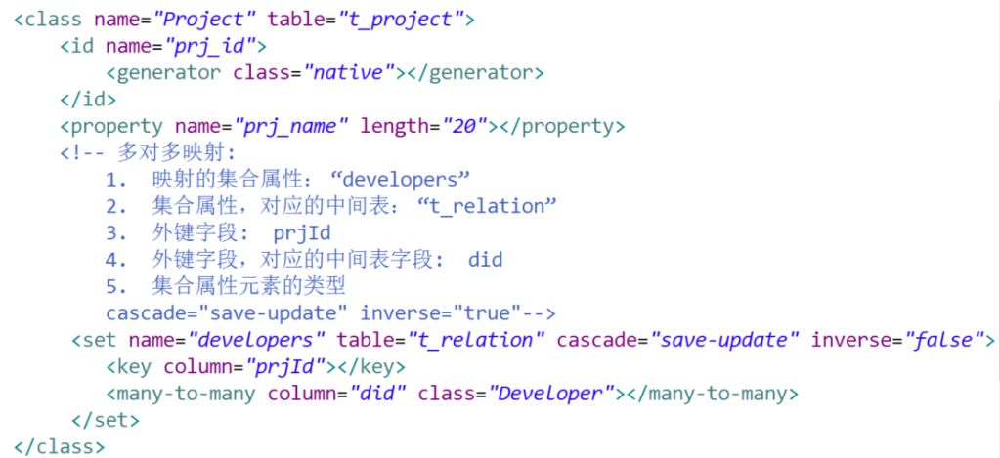 <class name="Project" table="t_project">
<id name="prj_id">
<generator class="native"></generator>
</id>
<property name="prj_name" length="20"></property>
<!-- 多对多映射:
1. 映射的集合属性: “developers”
2. 集合属性，对应的中间表: “t_relation”
3. 外键字段: prjId
4. 外键字段，对应的中间表字段: did
5. 集合属性元素的类型
cascade="save-update" inverse="true"-->
<set name="developers" table="t_relation" cascade="save-update" inverse="false">
<key column="prjId"></key>
<many-to-many column="did" class="Developer"></many-to-many>
</set>
</class>